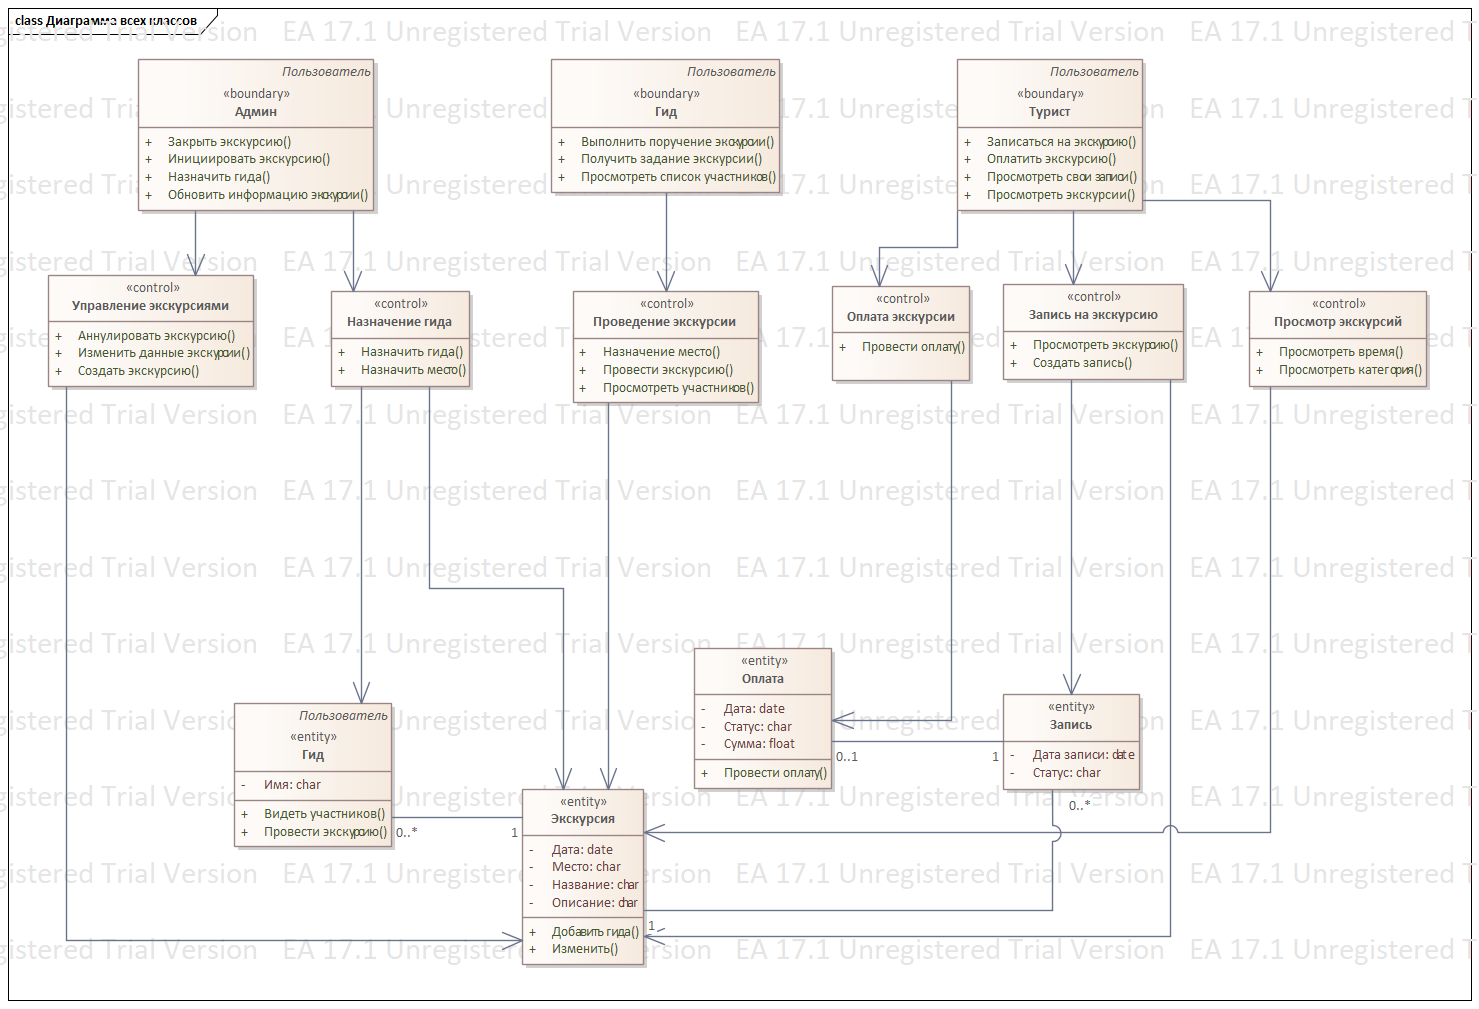 class Диаграмма всех классов
EA 17.1 Unregistered Trial Version
Пользователь
«boundary»
Админ
+ Закрыть экскурсию()
+ Инициировать экскурсию()
+ Назначить гида()
+ Обновить информацию экскурсии()
Пользователь
«boundary»
Гид
+ Выполнить поручение экскурсии()
+ Получить задание экскурсии()
+ Просмотреть список участников()
Пользователь
«boundary»
Турист
+ Записаться на экскурсию()
+ Оплатить экскурсию()
+ Просмотреть свои записи()
+ Просмотреть экскурсии()
«control»
Управление экскурсиями
+ Аннулировать экскурсию()
+ Изменить данные экскурсии()
+ Создать экскурсию()
«control»
Назначение гида
+ Назначить гида()
+ Назначить место()
«control»
Проведение экскурсии
+ Назначение место()
+ Провести экскурсию()
+ Просмотреть участников()
«control»
Оплата экскурсии
+ Провести оплату()
«control»
Запись на экскурсию
+ Просмотреть экскурсию()
+ Создать запись()
«control»
Просмотр экскурсий
+ Просмотреть время()
+ Просмотреть категория()
«entity»
Оплата
- Дата: date
- Статус: char
- Сумма: float
+ Провести оплату()
0..1
1
«entity»
Запись
- Дата записи: date
- Статус: char
0..*
Пользователь
«entity»
Гид
- Имя: char
+ Видеть участников()
+ Провести экскурсию()
0..*
1
«entity»
Экскурсия
- Дата: date
- Место: char
- Название: char
- Описание: char
+ Добавить гида()
+ Изменить()
1